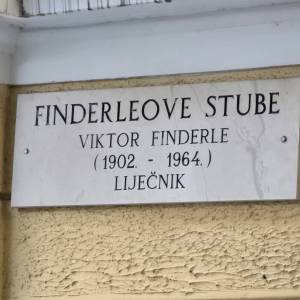 FINDERLEOVE STUBE
VIKTOR FINDERLE
(1902. - 1964.)
LIJEČNIK